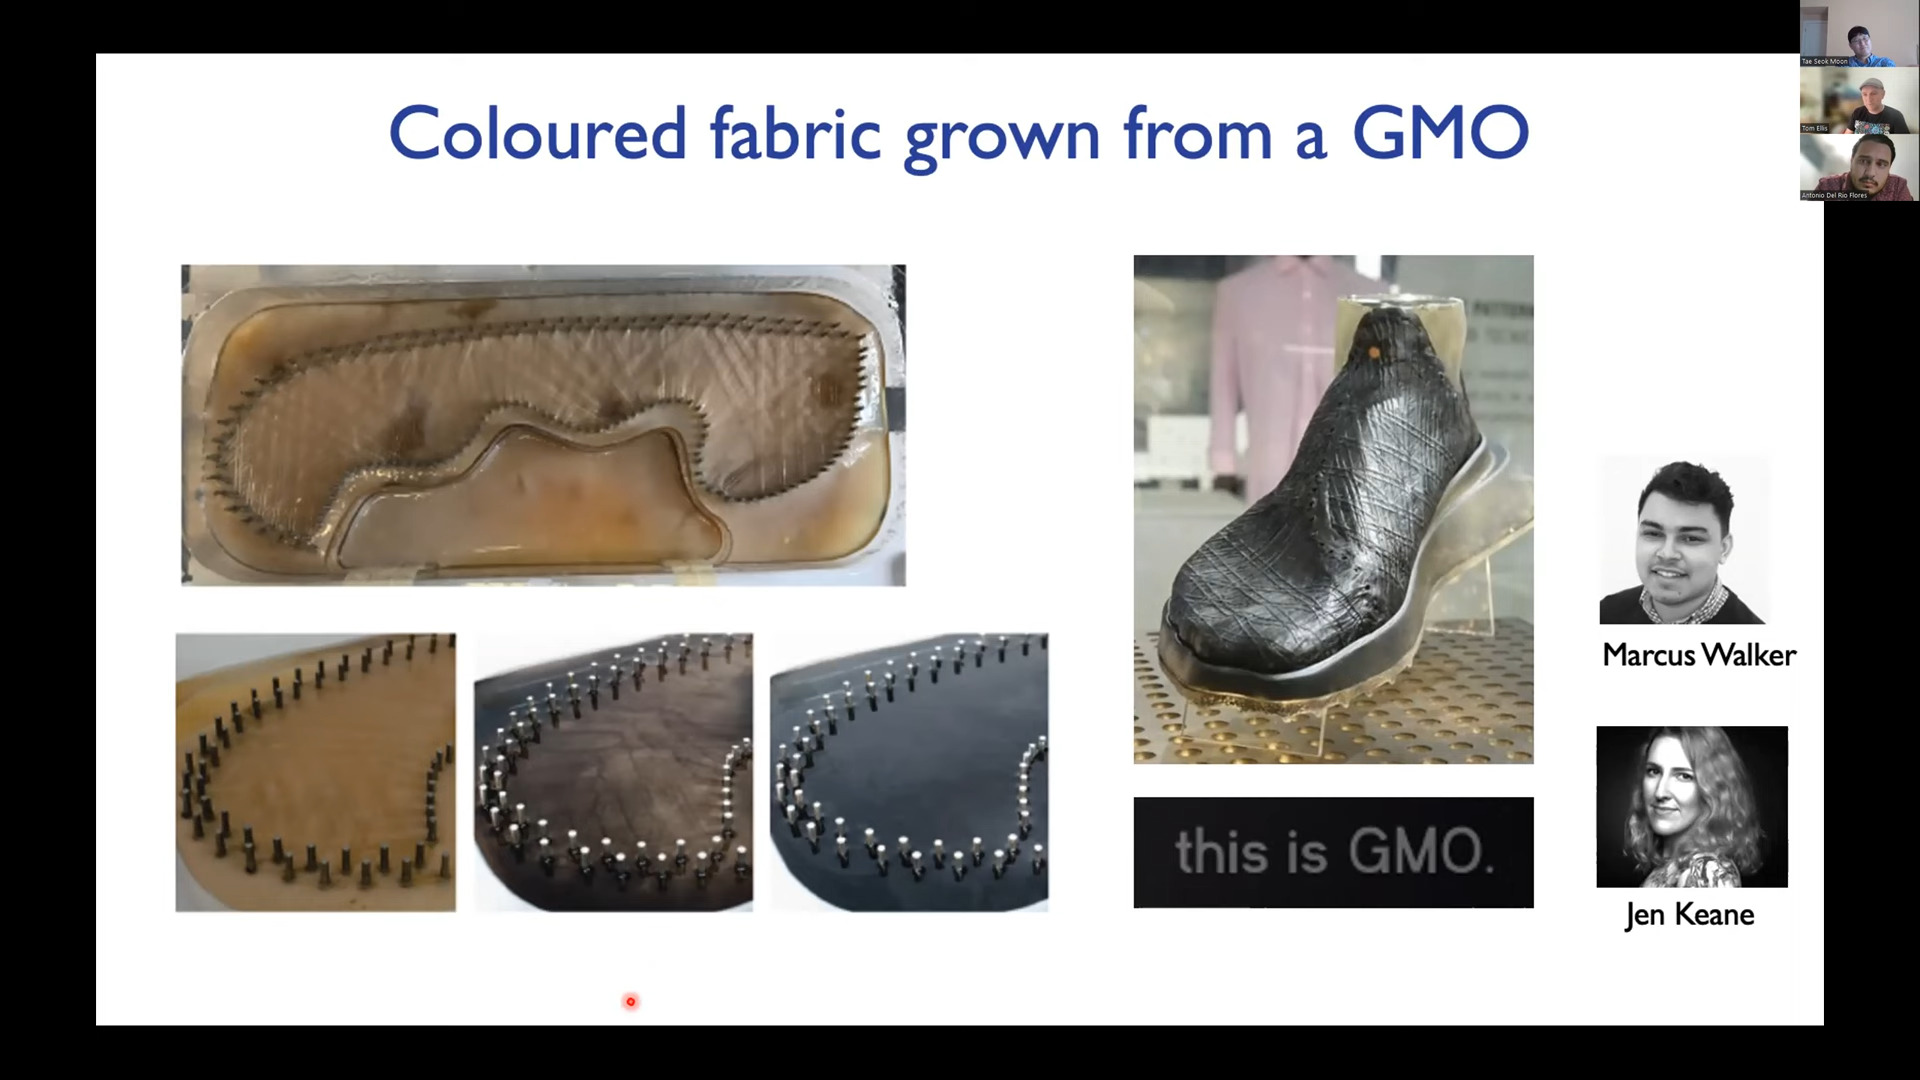 Coloured fabric grown from a GMO
Tae Seok Moon
Tom Ellis
Antonio Del Rio Flores
Marcus Walker
this is GMO.
Jen Keane